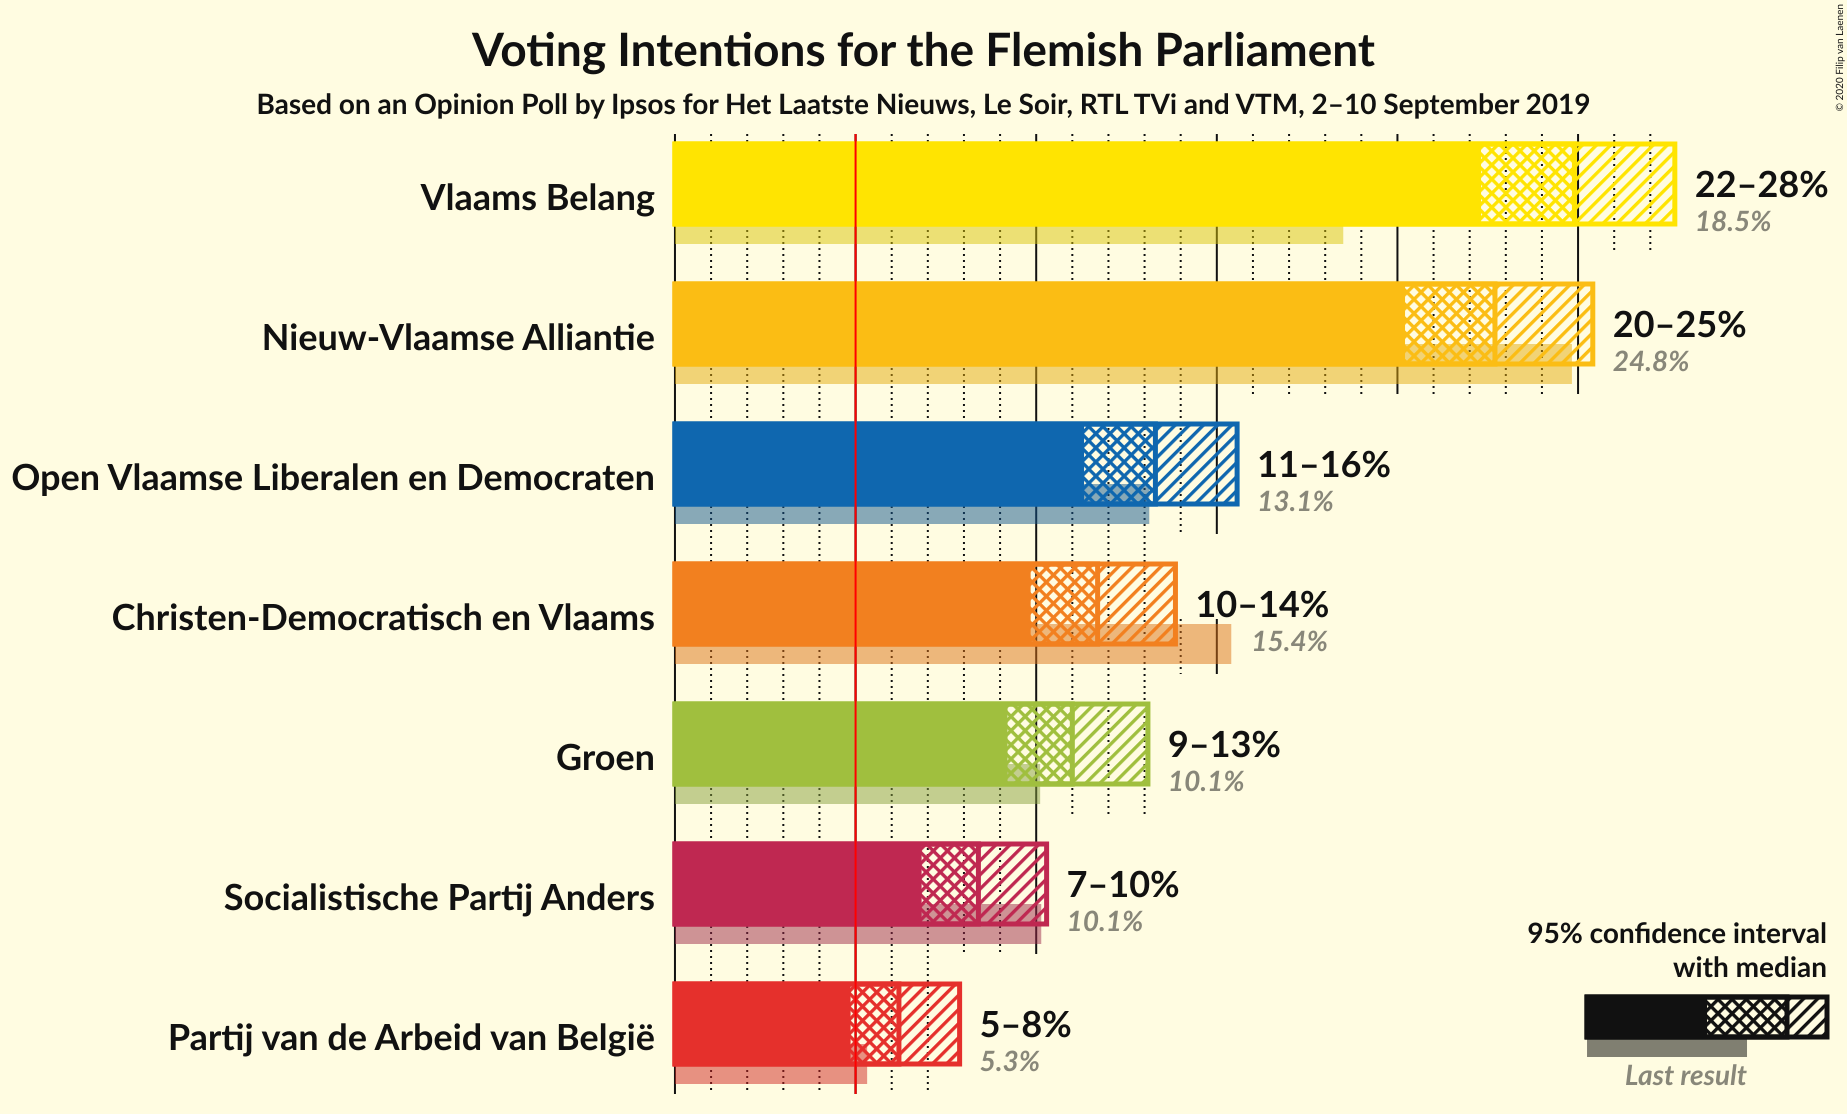 Voting Intentions for the Flemish Parliament
Based on an Opinion Poll by Ipsos for Het Laatste Nieuws, Le Soir, RTL TVi and VTM, 2–10 September 2019
© 2020 Filip van Laenen
Vlaams Belang
22–28%
18.5%
Nieuw-Vlaamse Alliantie
20–25%
24.8%
Open Vlaamse Liberalen en Democraten
11–16%
13.1%
Christen-Democratisch en Vlaams
10–14%
15.4%
Groen
9–13%
10.1%
Socialistische Partij Anders
7–10%
10.1%
Partij van de Arbeid van België
5–8%
5.3%
95% confidence interval
with median
Last result